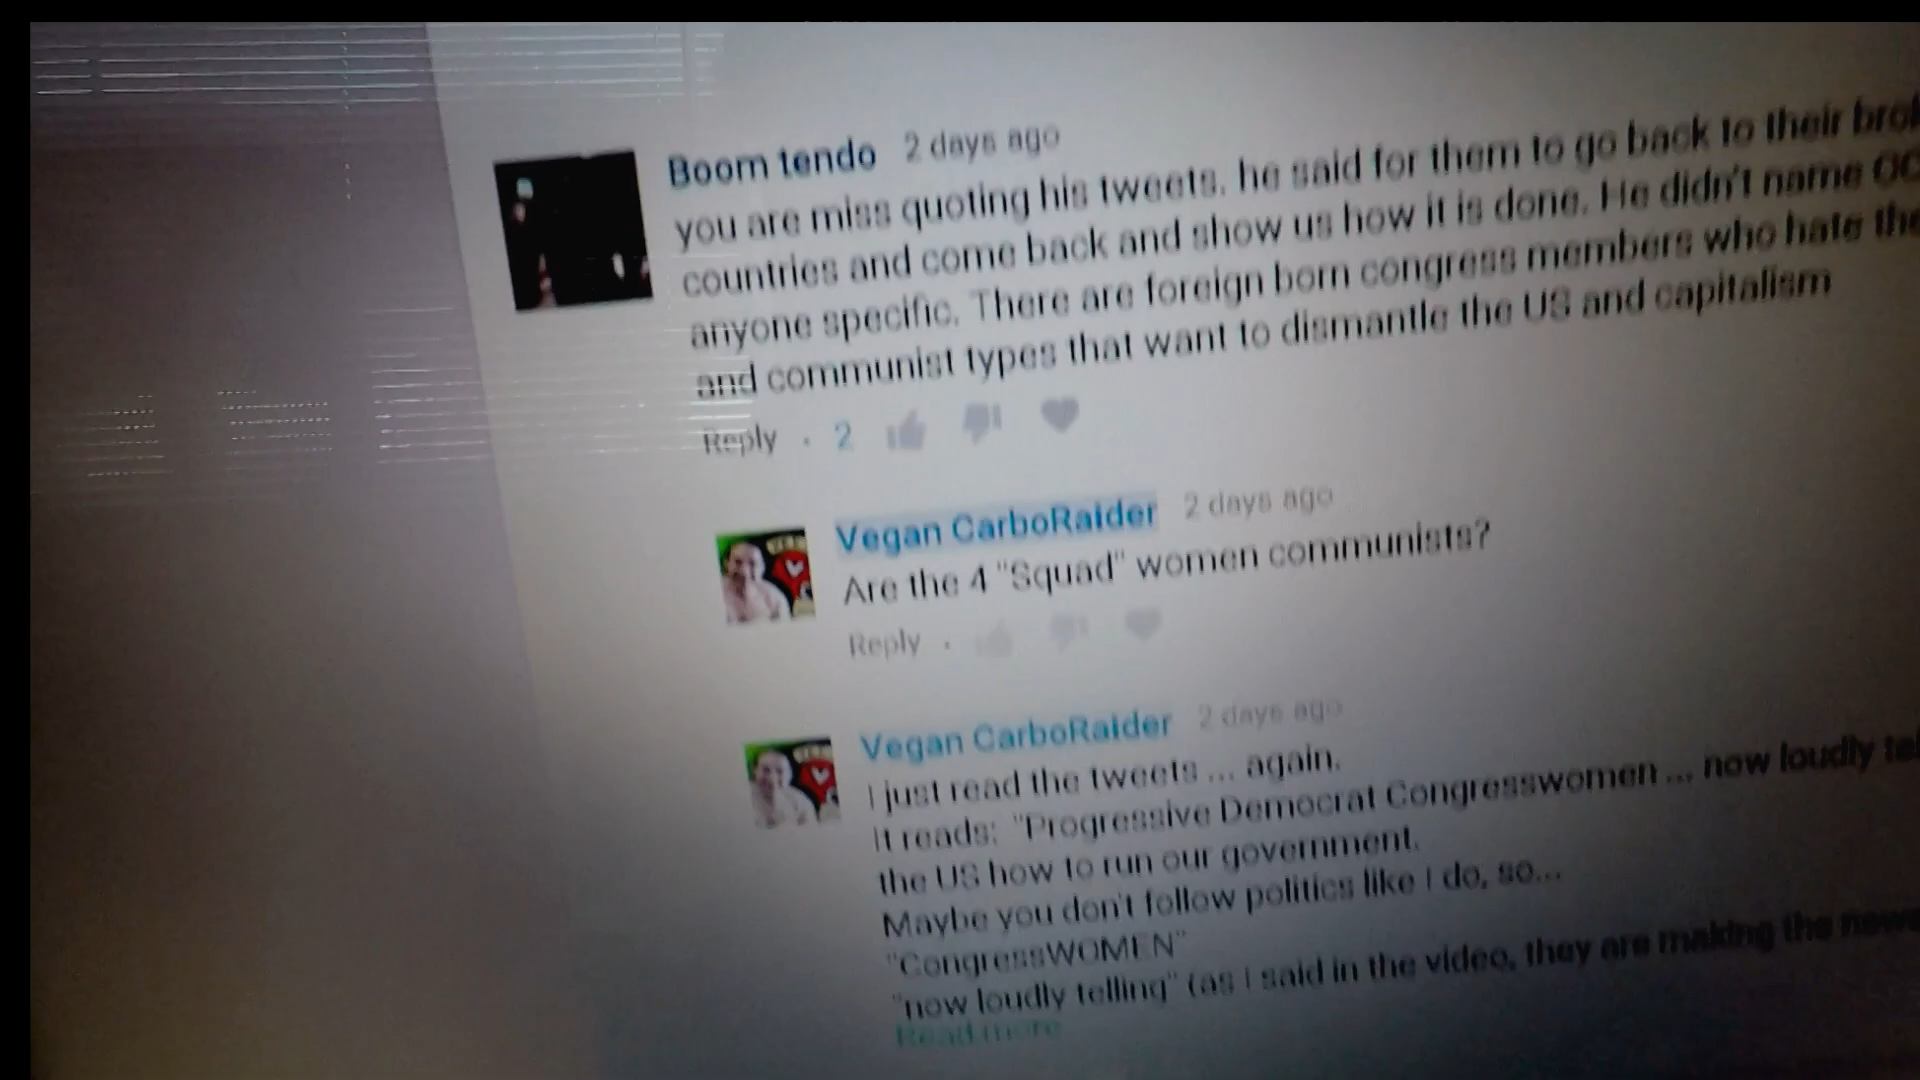 Boom tendo 2 days ago
you are miss quoting his tweets. he said for them to go back to their
countries and come back and show us how it is done. He didn't name
anyone specific. There are foreign born congress members who hate the
and communist types that want to dismantle the US and capitalism
Reply · 2
Vegan CarboRaider 2 days ago
Are the 4 "Squad" women communists?
Reply ·
Vegan CarboRaider 2 days ago
I just read the tweets ... again.
It reads: "Progressive Democrat Congresswomen ... now loudly
the US how to run our government.
Maybe you don't follow politics like I do, so...
"CongressWOMEN"
"now loudly telling" (as I said in the video, they are making the news
Read more